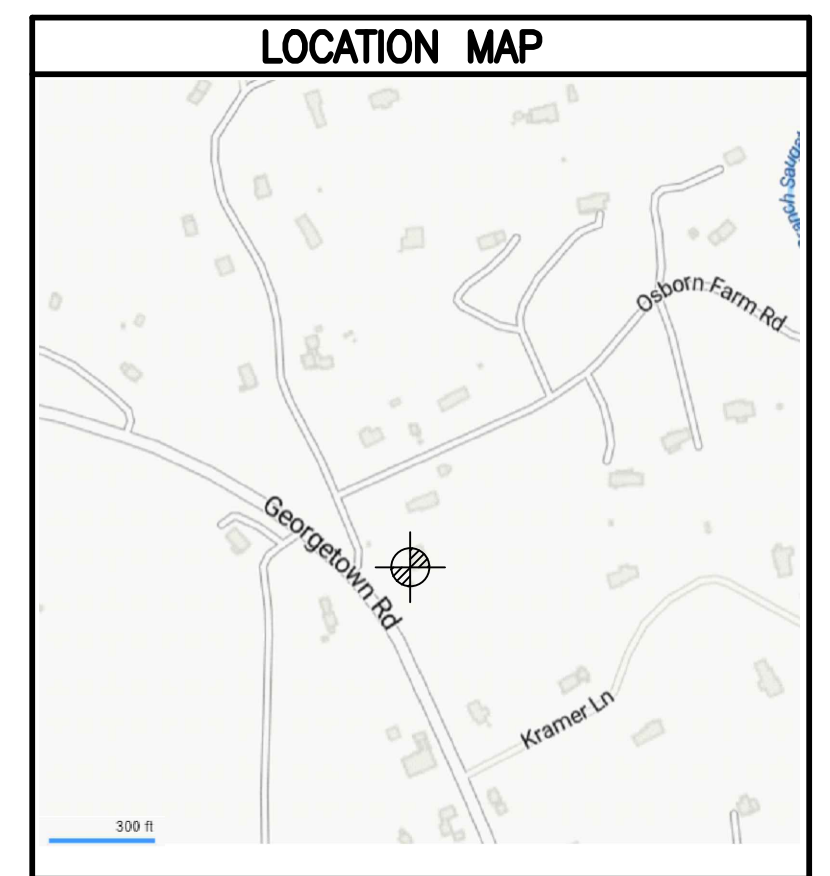 LOCATION MAP
Osborn Farm Rd
Georgetown Rd
Kramer Ln
300 ft